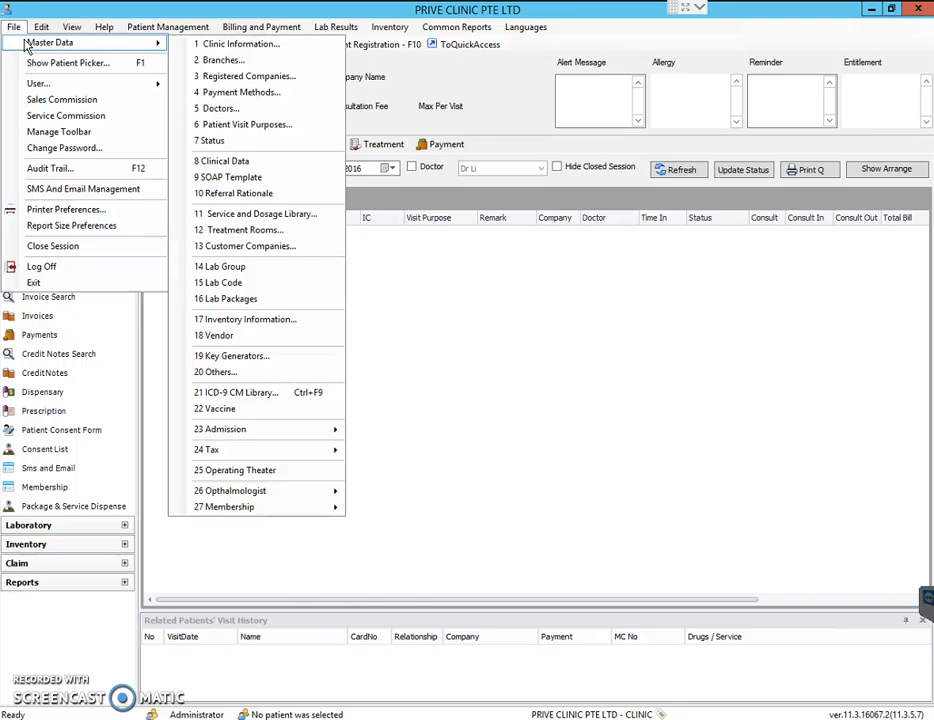 PRIVE CLINIC PTE LTD
File Edit View Help Patient Management Billing and Payment Lab Results Inventory Common Reports Languages
Master Data
Show Patient Picker... F1
User...
Sales Commission
Service Commission
Manage Toolbar
Change Password...
Audit Trail... F12
SMS And Email Management
Printer Preferences...
Report Size Preferences
Close Session
Log Off
Exit
1 Clinic Information...
2 Branches...
3 Registered Companies...
4 Payment Methods...
5 Doctors...
6 Patient Visit Purposes...
7 Status
8 Clinical Data
9 SOAP Template
10 Referral Rationale
11 Service and Dosage Library...
12 Treatment Rooms...
13 Customer Companies...
14 Lab Group
15 Lab Code
16 Lab Packages
17 Inventory Information...
18 Vendor
19 Key Generators...
20 Others...
21 ICD-9 CM Library... Ctrl+F9
22 Vaccine
23 Admission
24 Tax
25 Operating Theater
26 Opthalmologist
27 Membership
nt Registration - F10 ToQuickAccess
Alert Message Allergy Reminder Entitlement
pany Name
ultation Fee Max Per Visit
Treatment Payment
2016 Doctor Dr Li Hide Closed Session Refresh Update Status Print Q Show Arrange
IC Visit Purpose Remark Company Doctor Time In Status Consult Consult In Consult Out Total Bill
Invoice Search
Invoices
Payments
Credit Notes Search
CreditNotes
Dispensary
Prescription
Patient Consent Form
Consent List
Sms and Email
Membership
Package & Service Dispense
Laboratory
Inventory
Claim
Reports
Related Patients' Visit History
No VisitDate Name CardNo Relationship Company Payment MC No Drugs / Service
RECORDED WITH
SCREENCAST MATIC
Ready Administrator No patient was selected PRIVE CLINIC PTE LTD - CLINIC ver.11.3.16067.2(11.3.5.7)